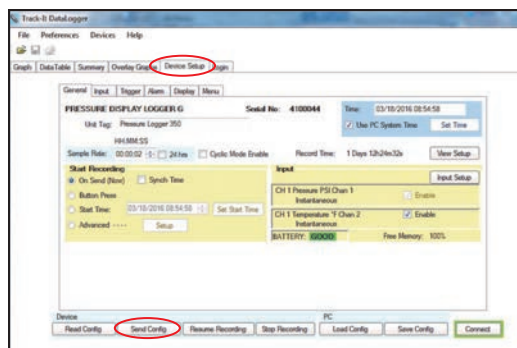 Track-It DataLogger
File Preferences Devices Help
Graph Data Table Summary Overlay Graphs Device Setup Login
General Input Trigger Alarm Display Menu
PRESSURE DISPLAY LOGGER G Serial No: 4100044 Time: 03/18/2016 08:54:58
Unit Tag: Pressure Logger 350 Use PC System Time Set Time
HH:MM:SS
Sample Rate: 00:00:02 24 hrs Cyclic Mode Enable Record Time: 1 Days 12h24m32s View Setup
Start Recording Input Input Setup
On Send (Now) Synch Time CH 1 Pressure PSI Chan 1 Enable
Instantaneous
Button Press
Start Time: 03/18/2016 08:54:58 Set Start Time CH 1 Temperature °F Chan 2 Enable
Instantaneous
Advanced ---- Setup BATTERY: GOOD Free Memory: 100%
Device PC
Read Config Send Config Resume Recording Stop Recording Load Config Save Config Connect